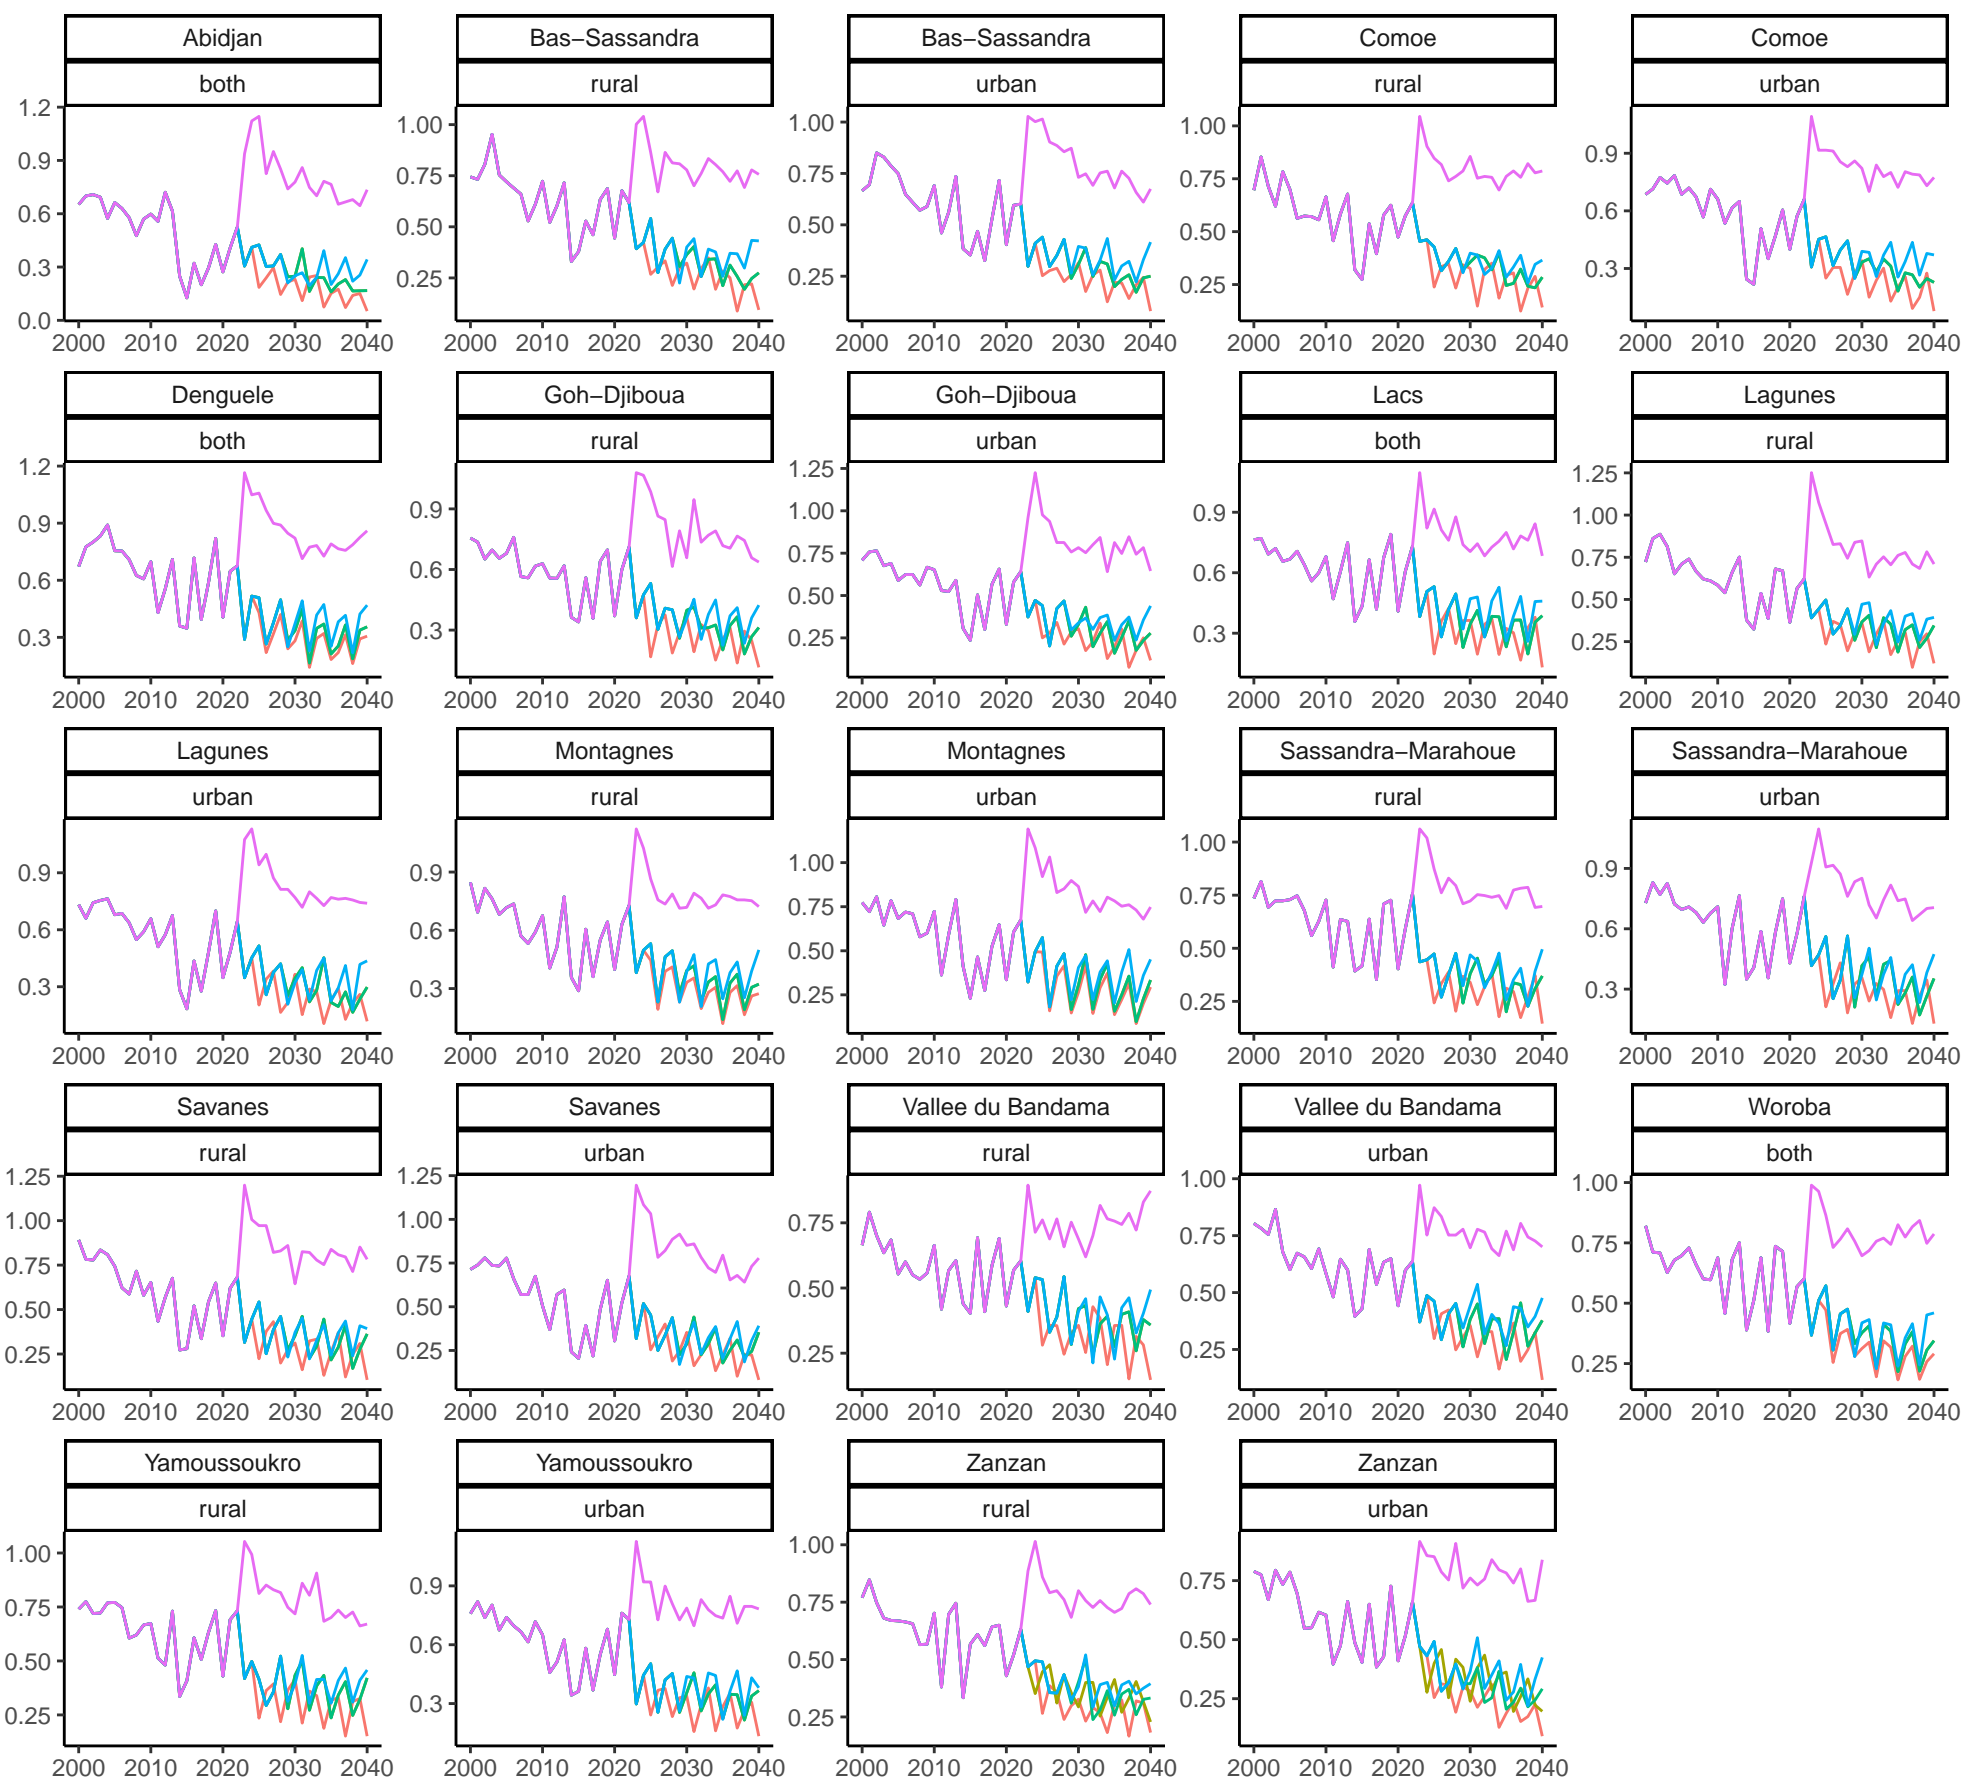 Abidjan Bas−Sassandra Bas−Sassandra Comoe Comoe
both rural urban rural urban
1.2 0.9 0.6 0.3 0.0 1.00 0.75 0.50 0.25 1.00 0.75 0.50 0.25 1.00 0.75 0.50 0.25 0.9 0.6 0.3
2000 2010 2020 2030 2040 2000 2010 2020 2030 2040 2000 2010 2020 2030 2040 2000 2010 2020 2030 2040 2000 2010 2020 2030 2040
Denguele Goh−Djiboua Goh−Djiboua Lacs Lagunes
both rural urban both rural
1.2 0.9 0.6 0.3 0.9 0.6 0.3 1.25 1.00 0.75 0.50 0.25 0.9 0.6 0.3 1.25 1.00 0.75 0.50 0.25
2000 2010 2020 2030 2040 2000 2010 2020 2030 2040 2000 2010 2020 2030 2040 2000 2010 2020 2030 2040 2000 2010 2020 2030 2040
Lagunes Montagnes Montagnes Sassandra−Marahoue Sassandra−Marahoue
urban rural urban rural urban
0.9 0.6 0.3 0.9 0.6 0.3 1.00 0.75 0.50 0.25 1.00 0.75 0.50 0.25 0.9 0.6 0.3
2000 2010 2020 2030 2040 2000 2010 2020 2030 2040 2000 2010 2020 2030 2040 2000 2010 2020 2030 2040 2000 2010 2020 2030 2040
Savanes Savanes Vallee du Bandama Vallee du Bandama Woroba
rural urban rural urban both
1.25 1.00 0.75 0.50 0.25 1.25 1.00 0.75 0.50 0.25 0.75 0.50 0.25 1.00 0.75 0.50 0.25 1.00 0.75 0.50 0.25
2000 2010 2020 2030 2040 2000 2010 2020 2030 2040 2000 2010 2020 2030 2040 2000 2010 2020 2030 2040 2000 2010 2020 2030 2040
Yamoussoukro Yamoussoukro Zanzan Zanzan
rural urban rural urban
1.00 0.75 0.50 0.25 0.9 0.6 0.3 1.00 0.75 0.50 0.25 0.75 0.50 0.25
2000 2010 2020 2030 2040 2000 2010 2020 2030 2040 2000 2010 2020 2030 2040 2000 2010 2020 2030 2040